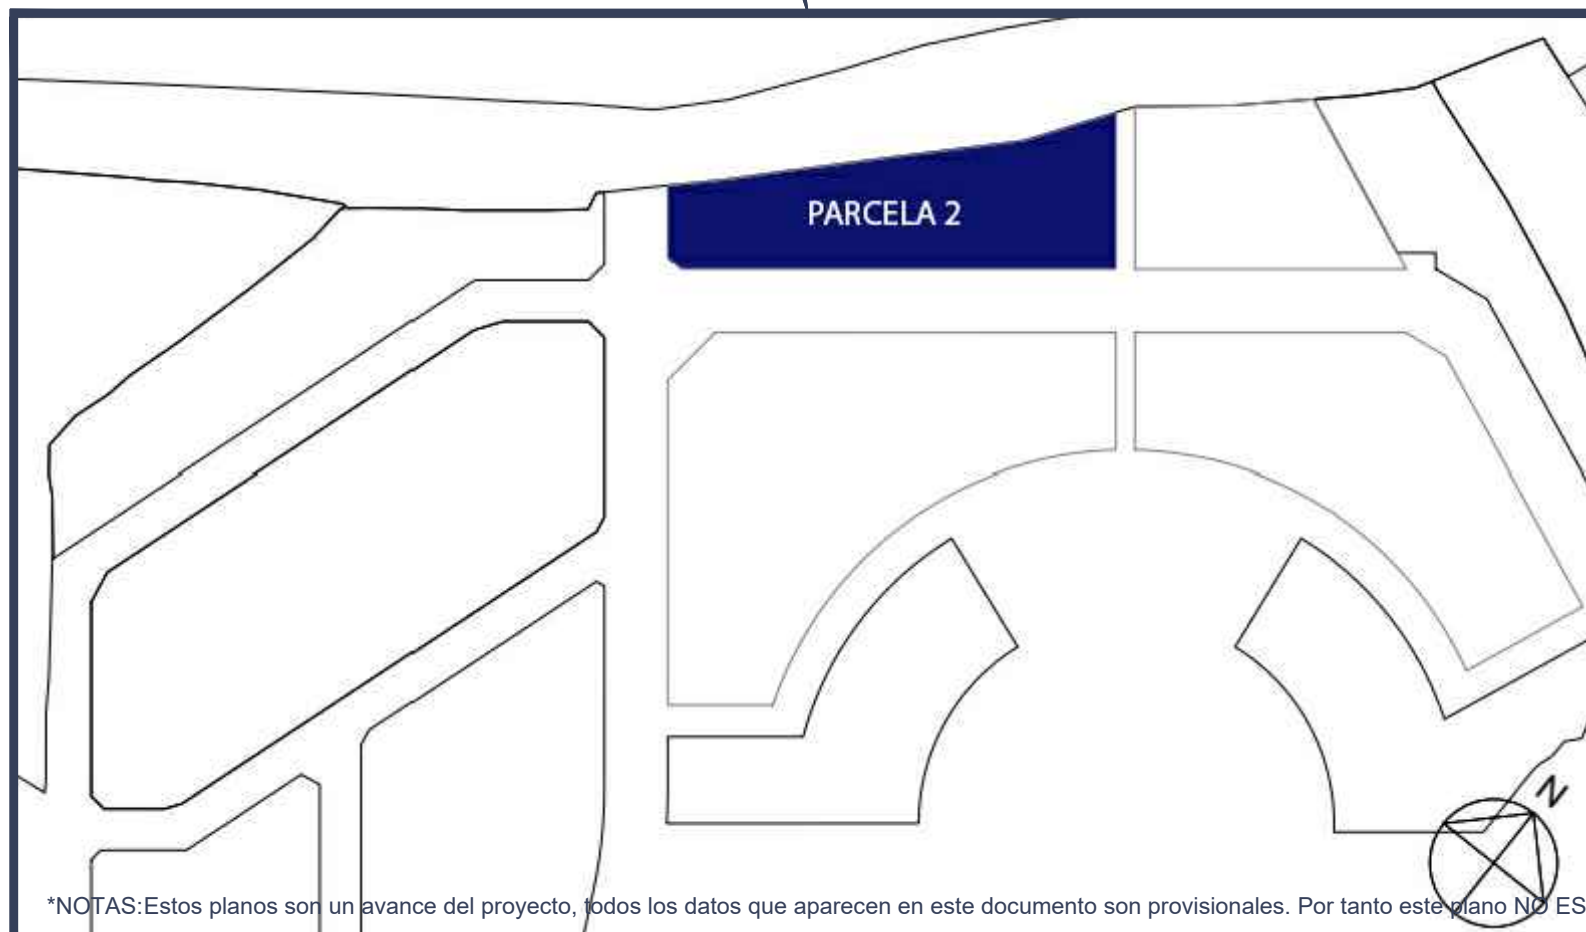 PARCELA 2
N
*NOTAS:Estos planos son un avance del proyecto, todos los datos que aparecen en este documento son provisionales. Por tanto este plano NO ES